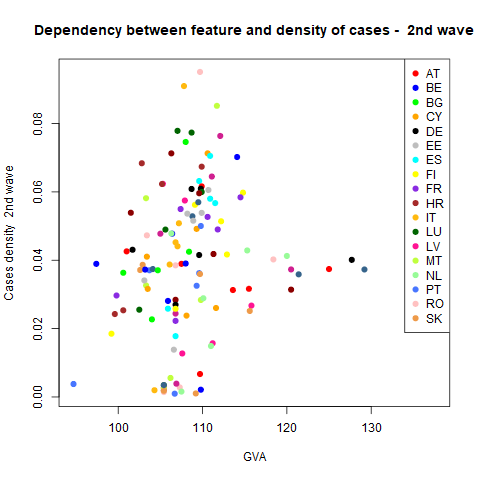 Dependency between feature and density of cases -  2nd wave
AT
BE
BG
CY
DE
EE
ES
FI
FR
HR
IT
LU
LV
MT
NL
PT
RO
SK
Cases density  2nd wave
0.00
0.02
0.04
0.06
0.08
100
110
120
130
GVA